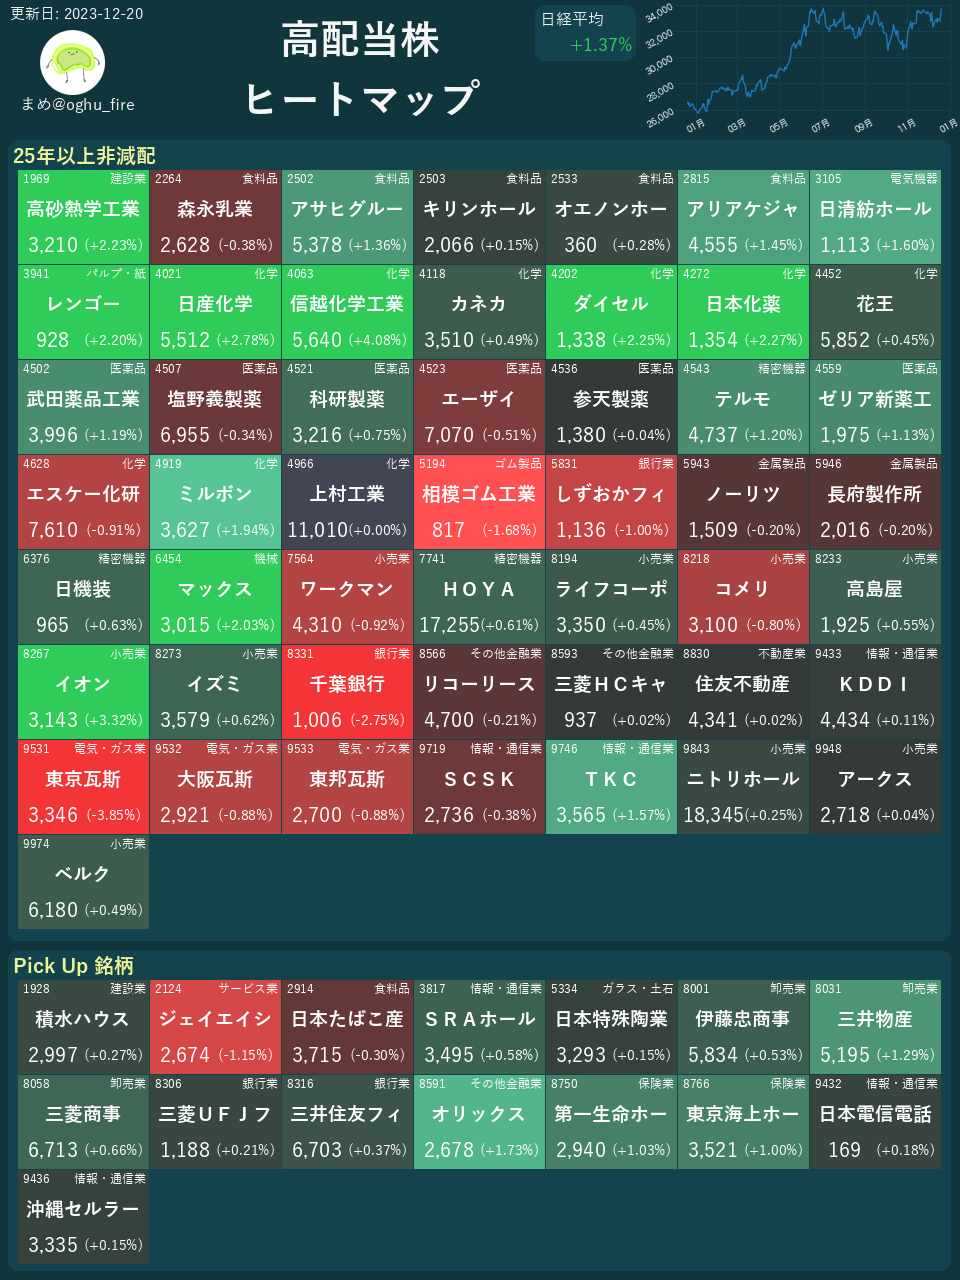 更新日: 2023-12-20
まめ@oghu_fire
高配当株
ヒートマップ
日経平均
+1.37%
34,000
32,000
30,000
28,000
26,000
01月 03月 05月 07月 09月 11月 01月
25年以上非減配
1969 建設業 2264 食料品 2502 食料品 2503 食料品 2533 食料品 2815 食料品 3105 電気機器
高砂熱学工業 森永乳業 アサヒグルー キリンホール オエノンホー アリアケジャ 日清紡ホール
3,210 (+2.23%) 2,628 (-0.38%) 5,378 (+1.36%) 2,066 (+0.15%) 360 (+0.28%) 4,555 (+1.45%) 1,113 (+1.60%)
3941 パルプ・紙 4021 化学 4063 化学 4118 化学 4202 化学 4272 化学 4452 化学
レンゴー 日産化学 信越化学工業 カネカ ダイセル 日本化薬 花王
928 (+2.20%) 5,512 (+2.78%) 5,640 (+4.08%) 3,510 (+0.49%) 1,338 (+2.25%) 1,354 (+2.27%) 5,852 (+0.45%)
4502 医薬品 4507 医薬品 4521 医薬品 4523 医薬品 4536 医薬品 4543 精密機器 4559 医薬品
武田薬品工業 塩野義製薬 科研製薬 エーザイ 参天製薬 テルモ ゼリア新薬工
3,996 (+1.19%) 6,955 (-0.34%) 3,216 (+0.75%) 7,070 (-0.51%) 1,380 (+0.04%) 4,737 (+1.20%) 1,975 (+1.13%)
4628 化学 4919 化学 4966 化学 5194 ゴム製品 5831 銀行業 5943 金属製品 5946 金属製品
エスケー化研 ミルボン 上村工業 相模ゴム工業 しずおかフィ ノーリツ 長府製作所
7,610 (-0.91%) 3,627 (+1.94%) 11,010(+0.00%) 817 (-1.68%) 1,136 (-1.00%) 1,509 (-0.20%) 2,016 (-0.20%)
6376 精密機器 6454 機械 7564 小売業 7741 精密機器 8194 小売業 8218 小売業 8233 小売業
日機装 マックス ワークマン ＨＯＹＡ ライフコーポ コメリ 高島屋
965 (+0.63%) 3,015 (+2.03%) 4,310 (-0.92%) 17,255(+0.61%) 3,350 (+0.45%) 3,100 (-0.80%) 1,925 (+0.55%)
8267 小売業 8273 小売業 8331 銀行業 8566 その他金融業 8593 その他金融業 8830 不動産業 9433 情報・通信業
イオン イズミ 千葉銀行 リコーリース 三菱ＨＣキャ 住友不動産 ＫＤＤＩ
3,143 (+3.32%) 3,579 (+0.62%) 1,006 (-2.75%) 4,700 (-0.21%) 937 (+0.02%) 4,341 (+0.02%) 4,434 (+0.11%)
9531 電気・ガス業 9532 電気・ガス業 9533 電気・ガス業 9719 情報・通信業 9746 情報・通信業 9843 小売業 9948 小売業
東京瓦斯 大阪瓦斯 東邦瓦斯 ＳＣＳＫ ＴＫＣ ニトリホール アークス
3,346 (-3.85%) 2,921 (-0.88%) 2,700 (-0.88%) 2,736 (-0.38%) 3,565 (+1.57%) 18,345(+0.25%) 2,718 (+0.04%)
9974 小売業
ベルク
6,180 (+0.49%)
Pick Up 銘柄
1928 建設業 2124 サービス業 2914 食料品 3817 情報・通信業 5334 ガラス・土石 8001 卸売業 8031 卸売業
積水ハウス ジェイエイシ 日本たばこ産 ＳＲＡホール 日本特殊陶業 伊藤忠商事 三井物産
2,997 (+0.27%) 2,674 (-1.15%) 3,715 (-0.30%) 3,495 (+0.58%) 3,293 (+0.15%) 5,834 (+0.53%) 5,195 (+1.29%)
8058 卸売業 8306 銀行業 8316 銀行業 8591 その他金融業 8750 保険業 8766 保険業 9432 情報・通信業
三菱商事 三菱ＵＦＪフ 三井住友フィ オリックス 第一生命ホー 東京海上ホー 日本電信電話
6,713 (+0.66%) 1,188 (+0.21%) 6,703 (+0.37%) 2,678 (+1.73%) 2,940 (+1.03%) 3,521 (+1.00%) 169 (+0.18%)
9436 情報・通信業
沖縄セルラー
3,335 (+0.15%)